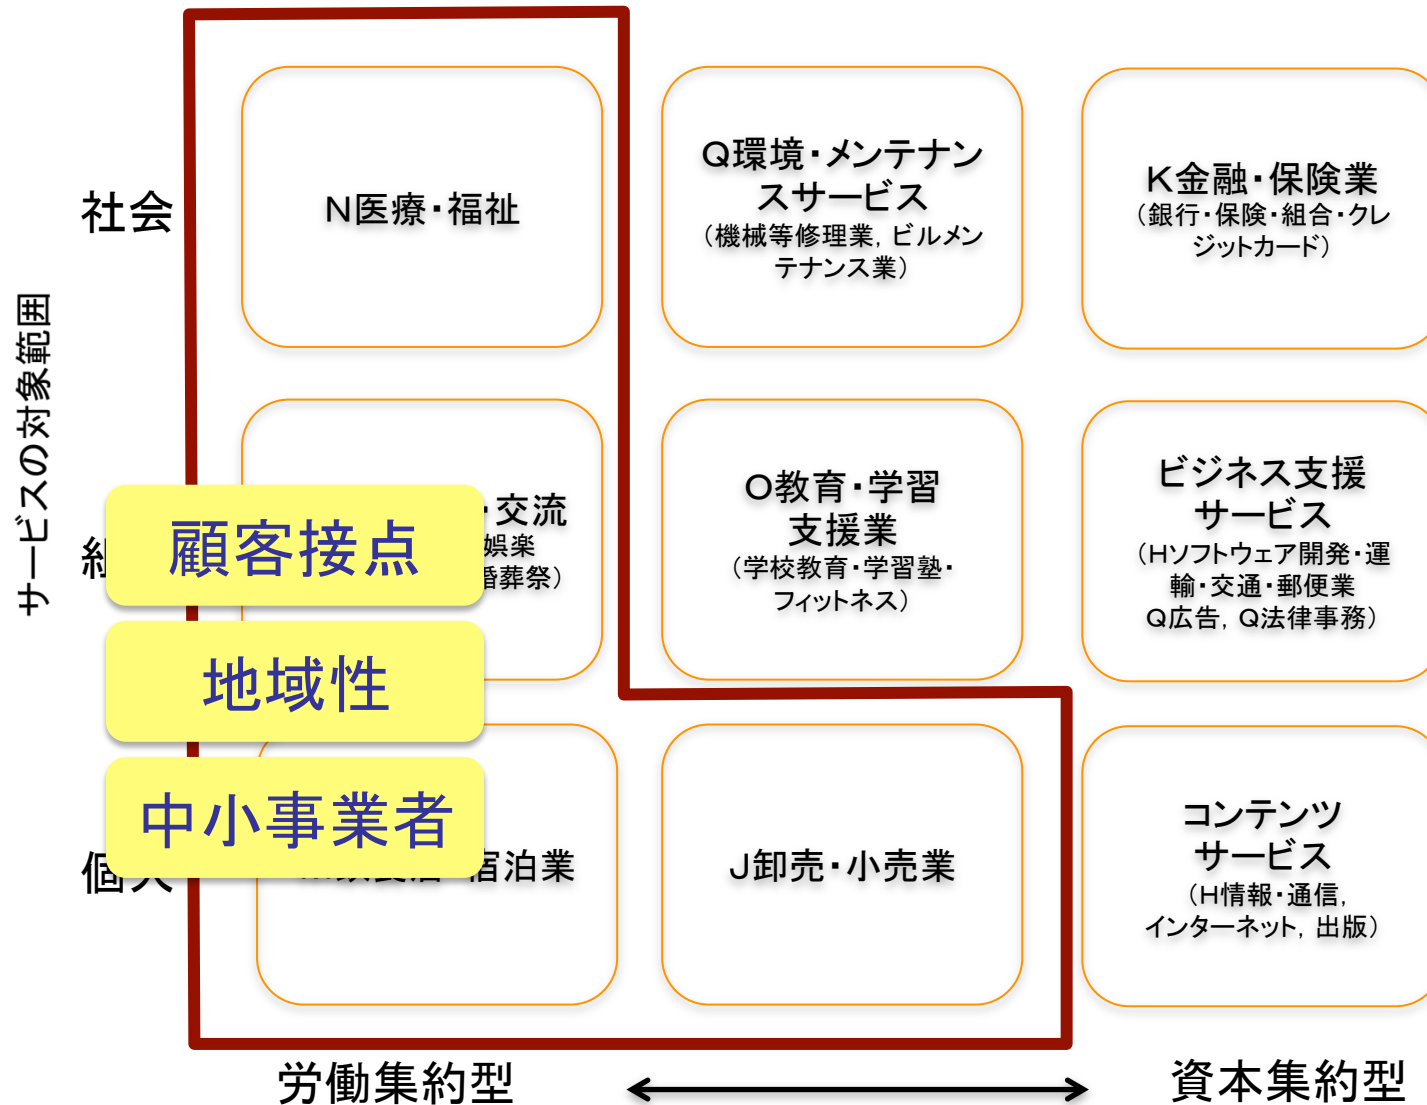 サービスの対象範囲
社会
N医療・福祉
Q環境・メンテナン
スサービス
（機械等修理業，ビルメン
テナンス業）
K金融・保険業
（銀行・保険・組合・クレ
ジットカード）
・交流
娯楽
婚葬祭）
顧客接点
地域性
中小事業者
O教育・学習
支援業
（学校教育・学習塾・
フィットネス）
ビジネス支援
サービス
（Hソフトウェア開発・運
輸・交通・郵便業
Q広告，Q法律事務）
個人
宿泊業
J卸売・小売業
コンテンツ
サービス
（H情報・通信，
インターネット，出版）
労働集約型
資本集約型